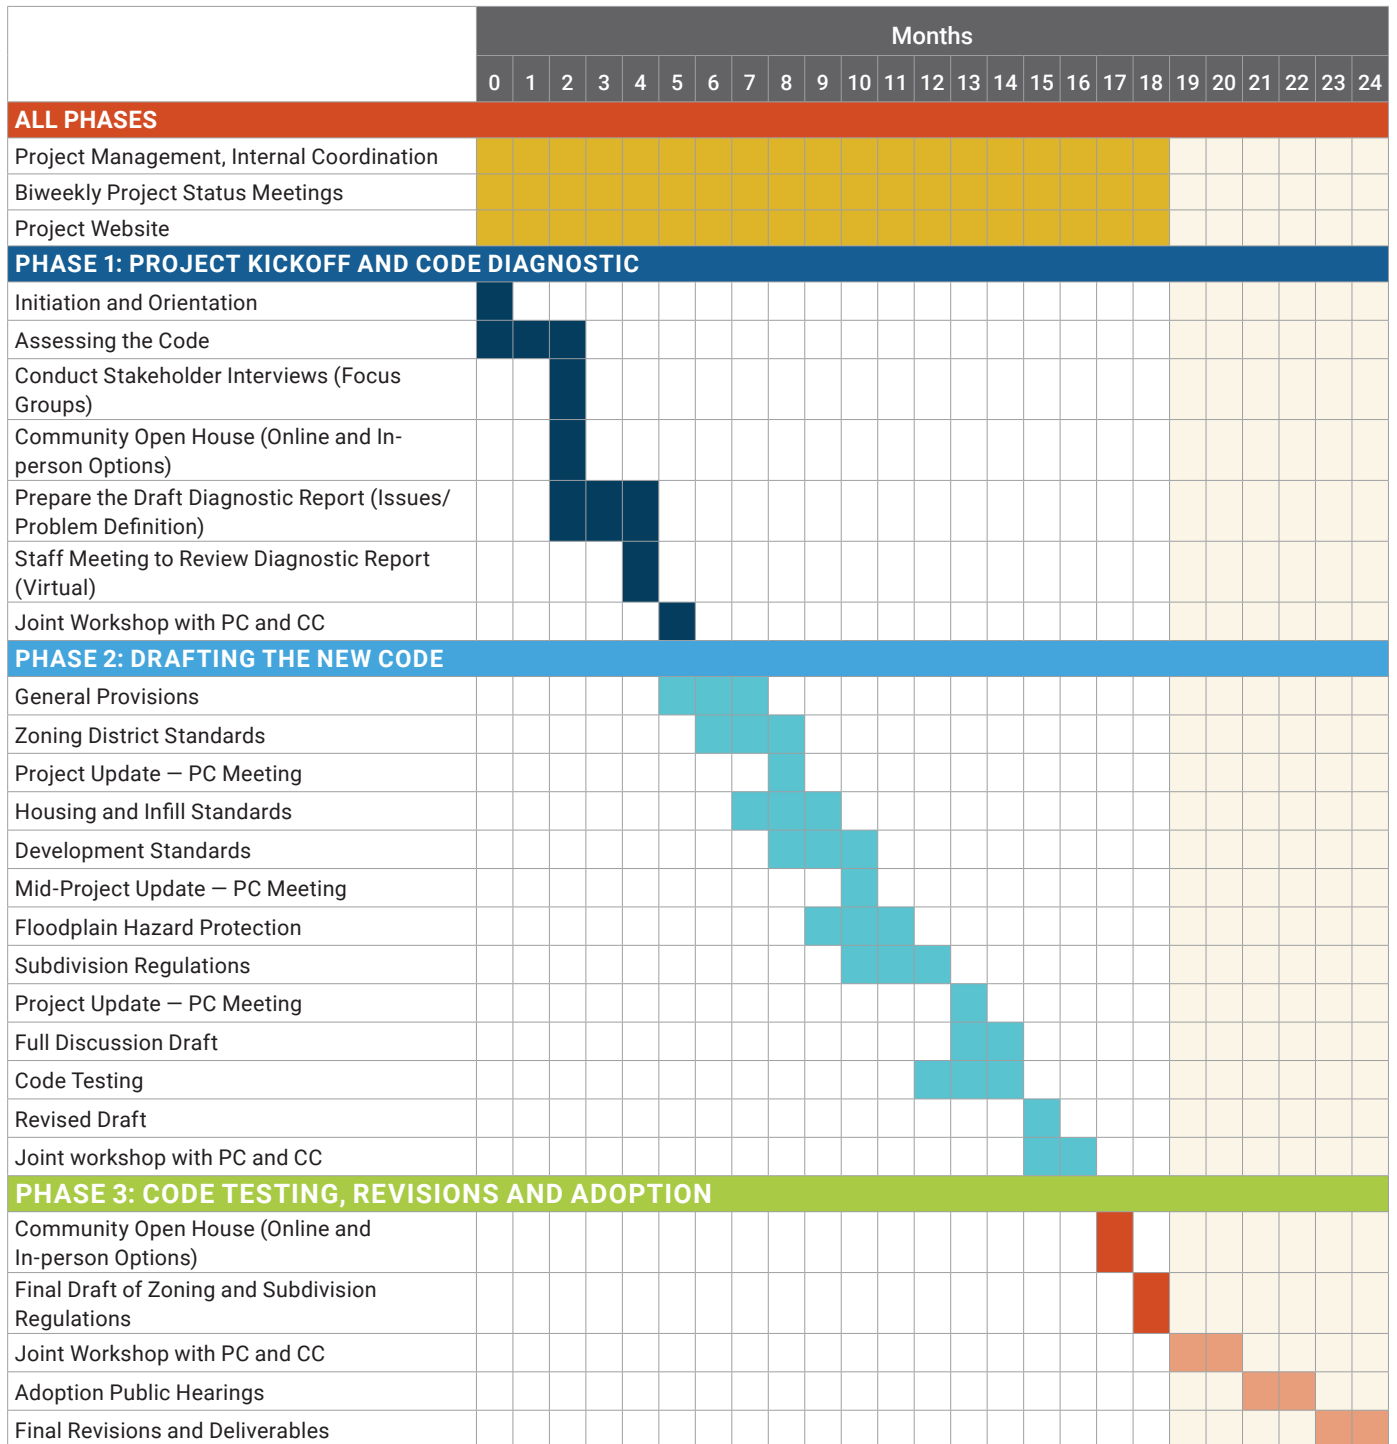 Months
0 1 2 3 4 5 6 7 8 9 10 11 12 13 14 15 16 17 18 19 20 21 22 23 24
ALL PHASES
Project Management, Internal Coordination
Biweekly Project Status Meetings
Project Website
PHASE 1: PROJECT KICKOFF AND CODE DIAGNOSTIC
Initiation and Orientation
Assessing the Code
Conduct Stakeholder Interviews (Focus
Groups)
Community Open House (Online and In-
person Options)
Prepare the Draft Diagnostic Report (Issues/
Problem Definition)
Staff Meeting to Review Diagnostic Report
(Virtual)
Joint Workshop with PC and CC
PHASE 2: DRAFTING THE NEW CODE
General Provisions
Zoning District Standards
Project Update — PC Meeting
Housing and Infill Standards
Development Standards
Mid-Project Update — PC Meeting
Floodplain Hazard Protection
Subdivision Regulations
Project Update — PC Meeting
Full Discussion Draft
Code Testing
Revised Draft
Joint workshop with PC and CC
PHASE 3: CODE TESTING, REVISIONS AND ADOPTION
Community Open House (Online and
In-person Options)
Final Draft of Zoning and Subdivision
Regulations
Joint Workshop with PC and CC
Adoption Public Hearings
Final Revisions and Deliverables